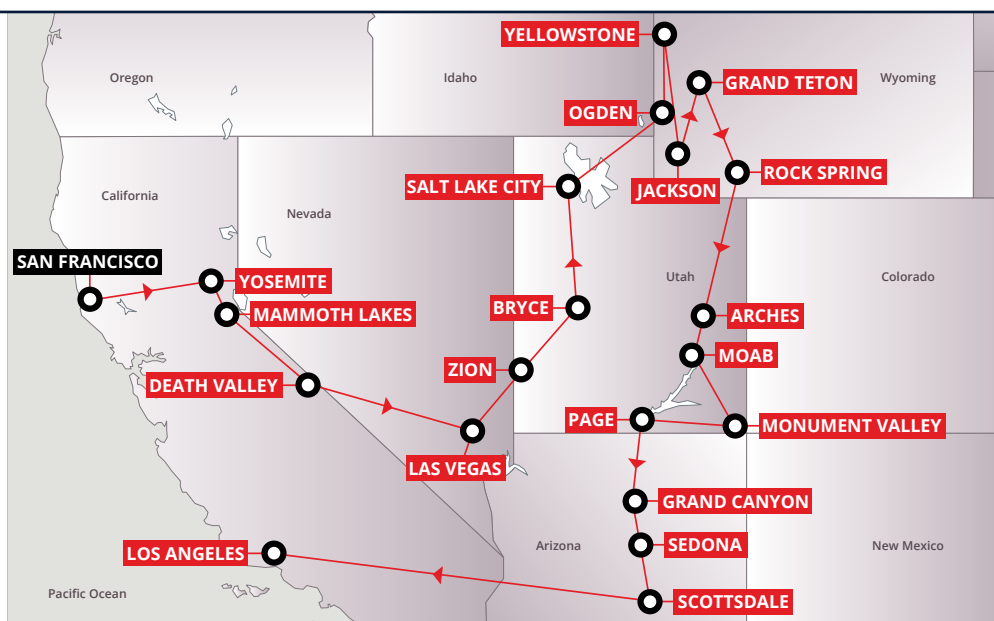 YELLOWSTONE
Oregon
Idaho
GRAND TETON
Wyoming
OGDEN
ROCK SPRING
SALT LAKE CITY
JACKSON
California
Nevada
SAN FRANCISCO
YOSEMITE
Utah
Colorado
MAMMOTH LAKES
BRYCE
ARCHES
MOAB
ZION
DEATH VALLEY
PAGE
MONUMENT VALLEY
LAS VEGAS
GRAND CANYON
LOS ANGELES
Arizona
SEDONA
New Mexico
Pacific Ocean
SCOTTSDALE